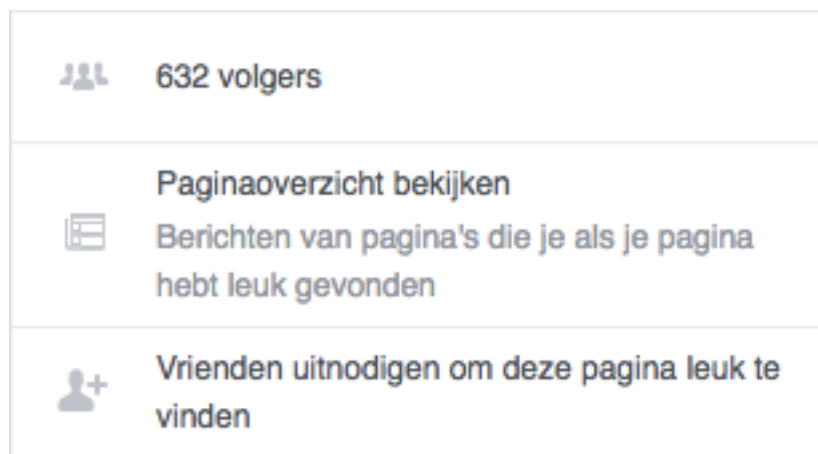 632 volgers
Paginaoverzicht bekijken
Berichten van pagina's die je als je pagina
hebt leuk gevonden
Vrienden uitnodigen om deze pagina leuk te
vinden